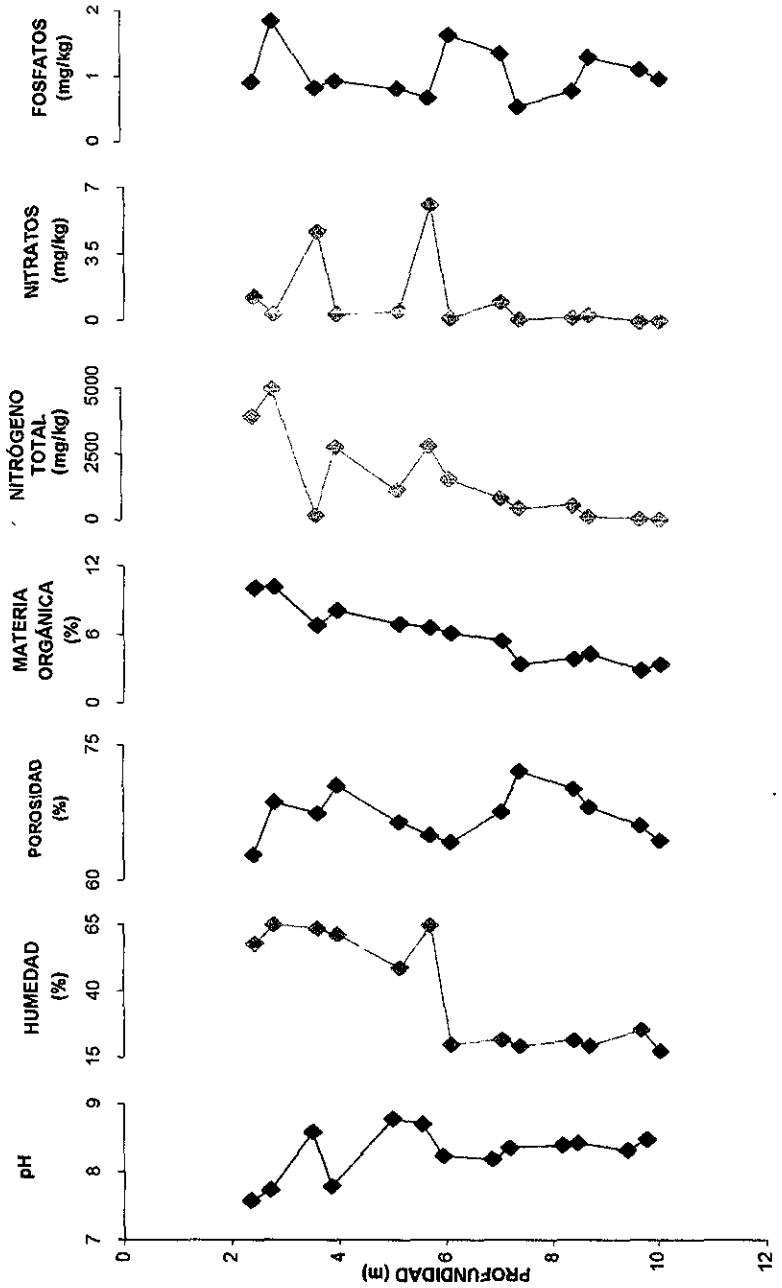 pH
7
8
9
HUMEDAD
(%)
15
40
65
POROSIDAD
(%)
60
75
MATERIA
ORGÁNICA
(%)
0
6
12
NITRÓGENO
TOTAL
(mg/kg)
0
2500
5000
NITRATOS
(mg/kg)
0
3 5
7
FOSFATOS
(mg/kg)
0
1
2
PROFUNDIDAD (m)
0
2
4
6
8
10
12